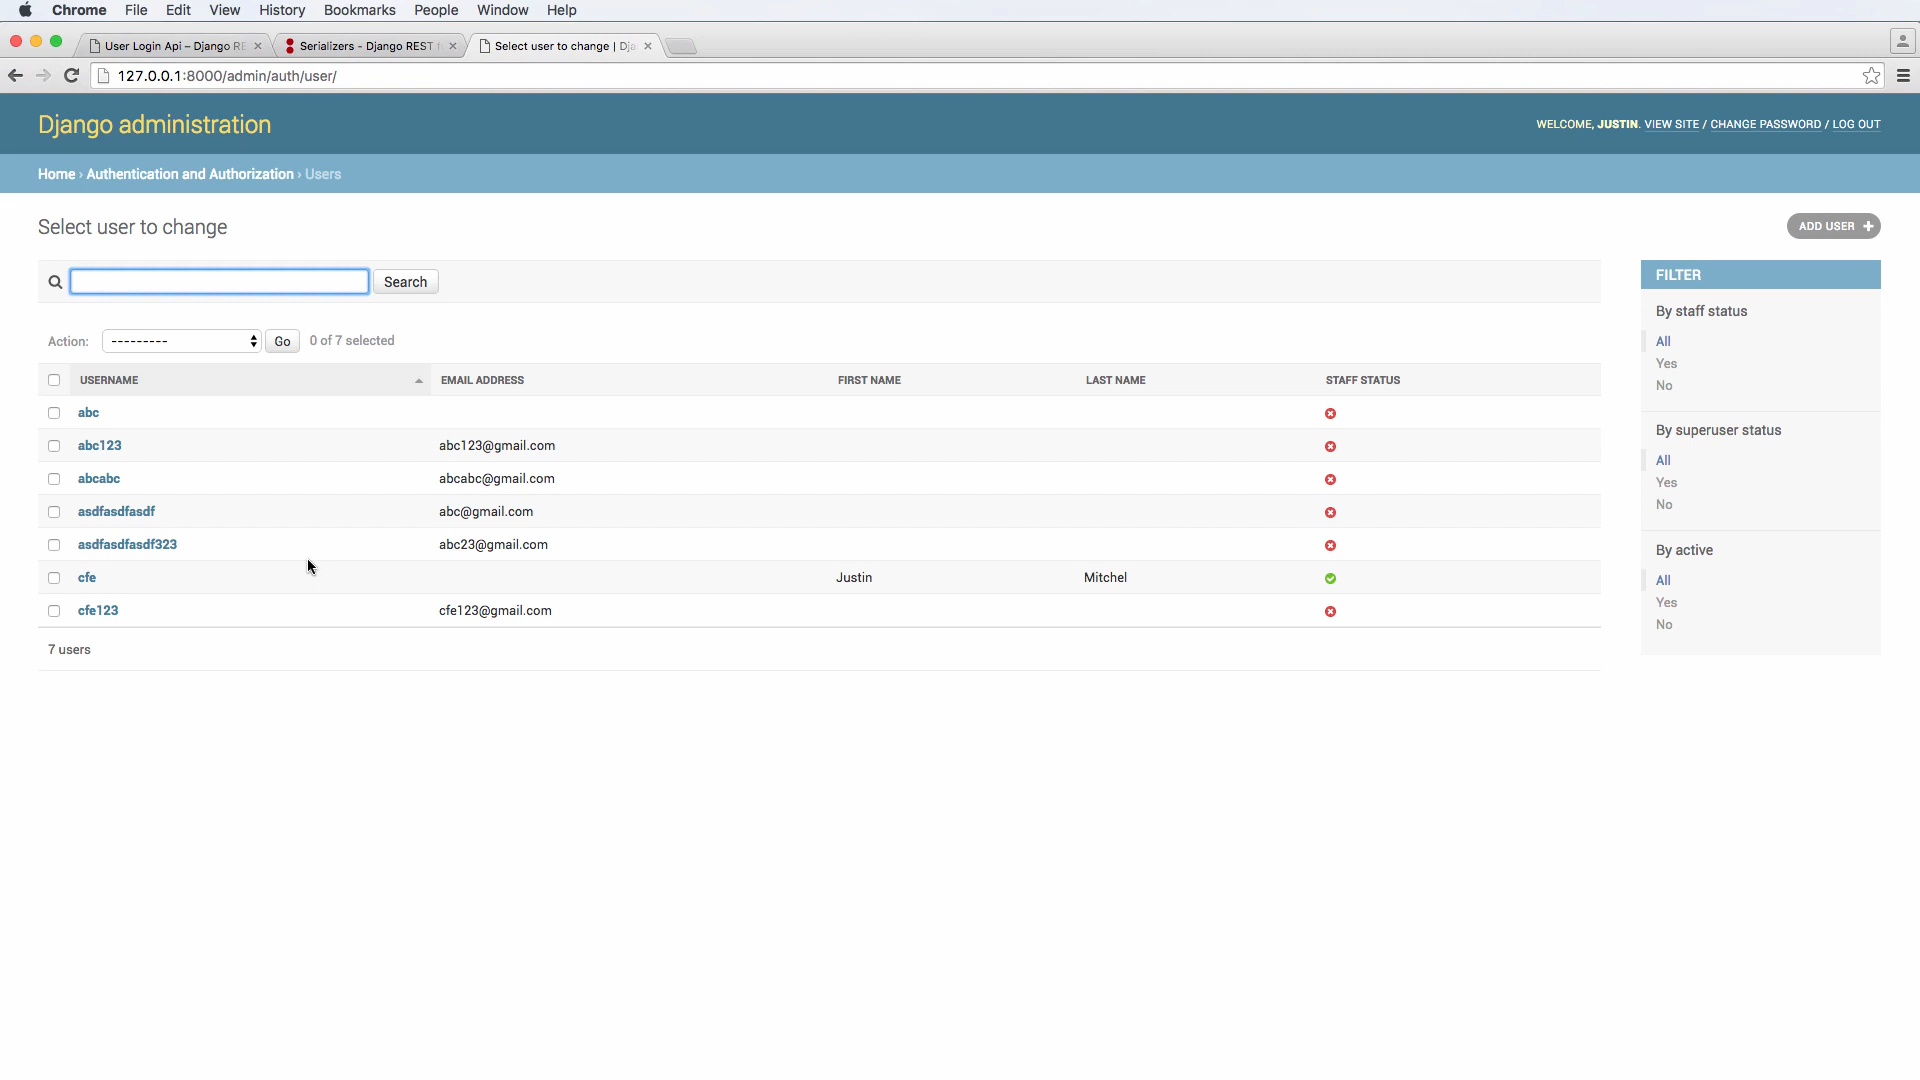 Chrome File Edit View History Bookmarks People Window Help
User Login Api – Django RE
Serializers - Django REST f
Select user to change | Dja
127.0.0.1:8000/admin/auth/user/
Django administration
WELCOME, JUSTIN. VIEW SITE / CHANGE PASSWORD / LOG OUT
Home › Authentication and Authorization › Users
Select user to change
ADD USER +
Search
FILTER
By staff status
All
Yes
No
By superuser status
All
Yes
No
By active
All
Yes
No
Action: --------- Go 0 of 7 selected
USERNAME EMAIL ADDRESS FIRST NAME LAST NAME STAFF STATUS
abc
abc123 abc123@gmail.com
abcabc abcabc@gmail.com
asdfasdfasdf abc@gmail.com
asdfasdfasdf323 abc23@gmail.com
cfe Justin Mitchel
cfe123 cfe123@gmail.com
7 users